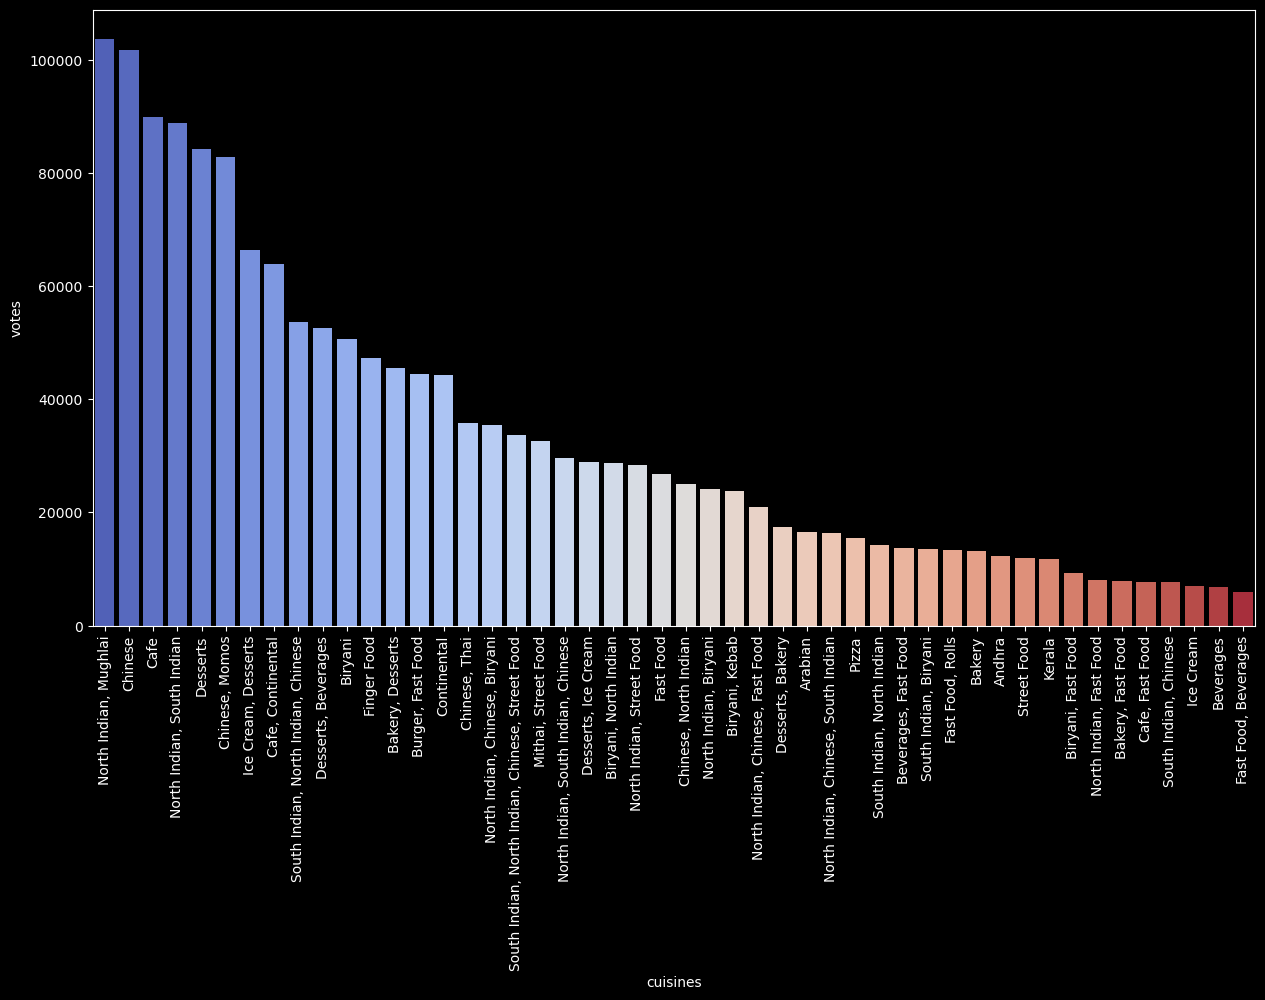 100000
80000
60000
40000
20000
0
votes
North Indian, Mughlai
Chinese
Cafe
North Indian, South Indian
Desserts
Chinese, Momos
Ice Cream, Desserts
Cafe, Continental
South Indian, North Indian, Chinese
Desserts, Beverages
Biryani
Finger Food
Bakery, Desserts
Burger, Fast Food
Continental
Chinese, Thai
North Indian, Chinese, Biryani
South Indian, North Indian, Chinese, Street Food
Mithai, Street Food
North Indian, South Indian, Chinese
Desserts, Ice Cream
Biryani, North Indian
North Indian, Street Food
Fast Food
Chinese, North Indian
North Indian, Biryani
Biryani, Kebab
North Indian, Chinese, Fast Food
Desserts, Bakery
Arabian
North Indian, Chinese, South Indian
Pizza
South Indian, North Indian
Beverages, Fast Food
South Indian, Biryani
Fast Food, Rolls
Bakery
Andhra
Street Food
Kerala
Biryani, Fast Food
North Indian, Fast Food
Bakery, Fast Food
Cafe, Fast Food
South Indian, Chinese
Ice Cream
Beverages
Fast Food, Beverages
cuisines